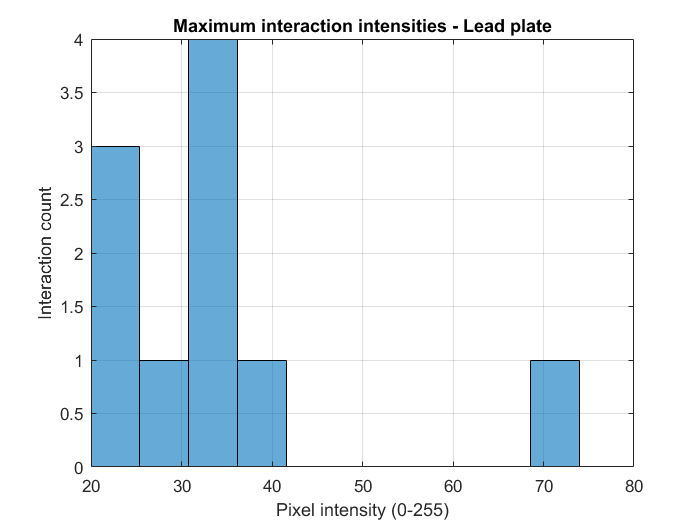 Maximum interaction intensities - Lead plate
4
3.5
3
2.5
2
1.5
1
0.5
0
Interaction count
20 30 40 50 60 70 80
Pixel intensity (0-255)